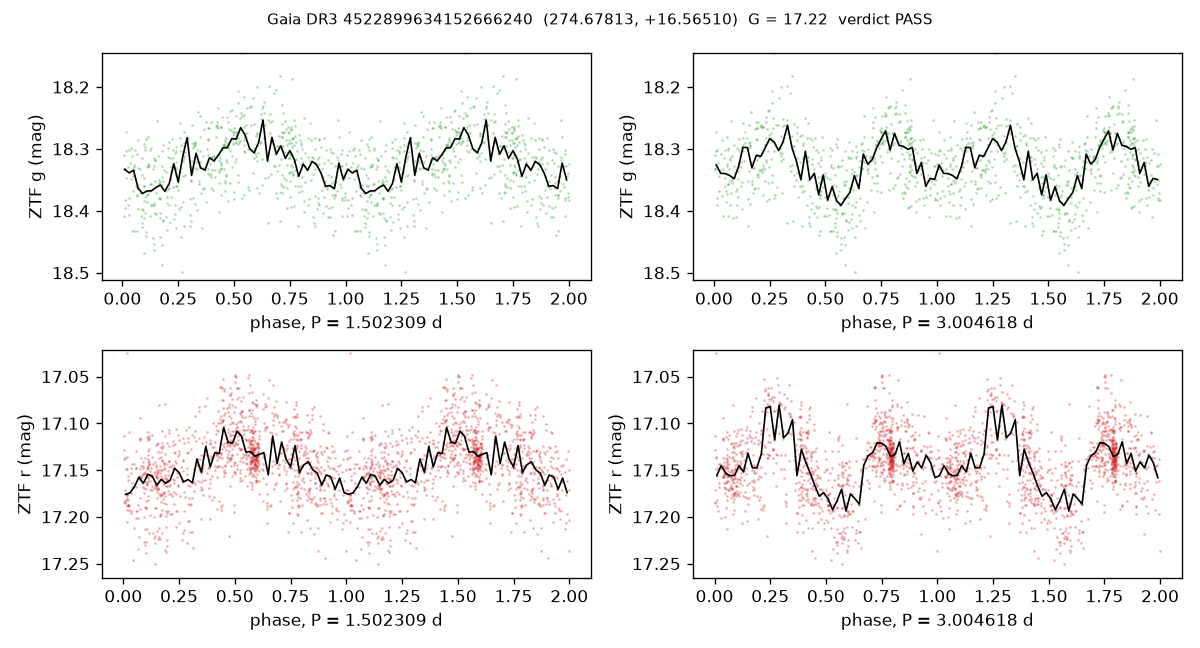 Gaia DR3 4522899634152666240 (274.67813, +16.56510) G = 17.22 verdict PASS
ZTF g (mag)
18.2
18.3
18.4
18.5
0.00 0.25 0.50 0.75 1.00 1.25 1.50 1.75 2.00
phase, P = 1.502309 d
ZTF g (mag)
18.2
18.3
18.4
18.5
0.00 0.25 0.50 0.75 1.00 1.25 1.50 1.75 2.00
phase, P = 3.004618 d
ZTF r (mag)
17.05
17.10
17.15
17.20
17.25
0.00 0.25 0.50 0.75 1.00 1.25 1.50 1.75 2.00
phase, P = 1.502309 d
ZTF r (mag)
17.05
17.10
17.15
17.20
17.25
0.00 0.25 0.50 0.75 1.00 1.25 1.50 1.75 2.00
phase, P = 3.004618 d